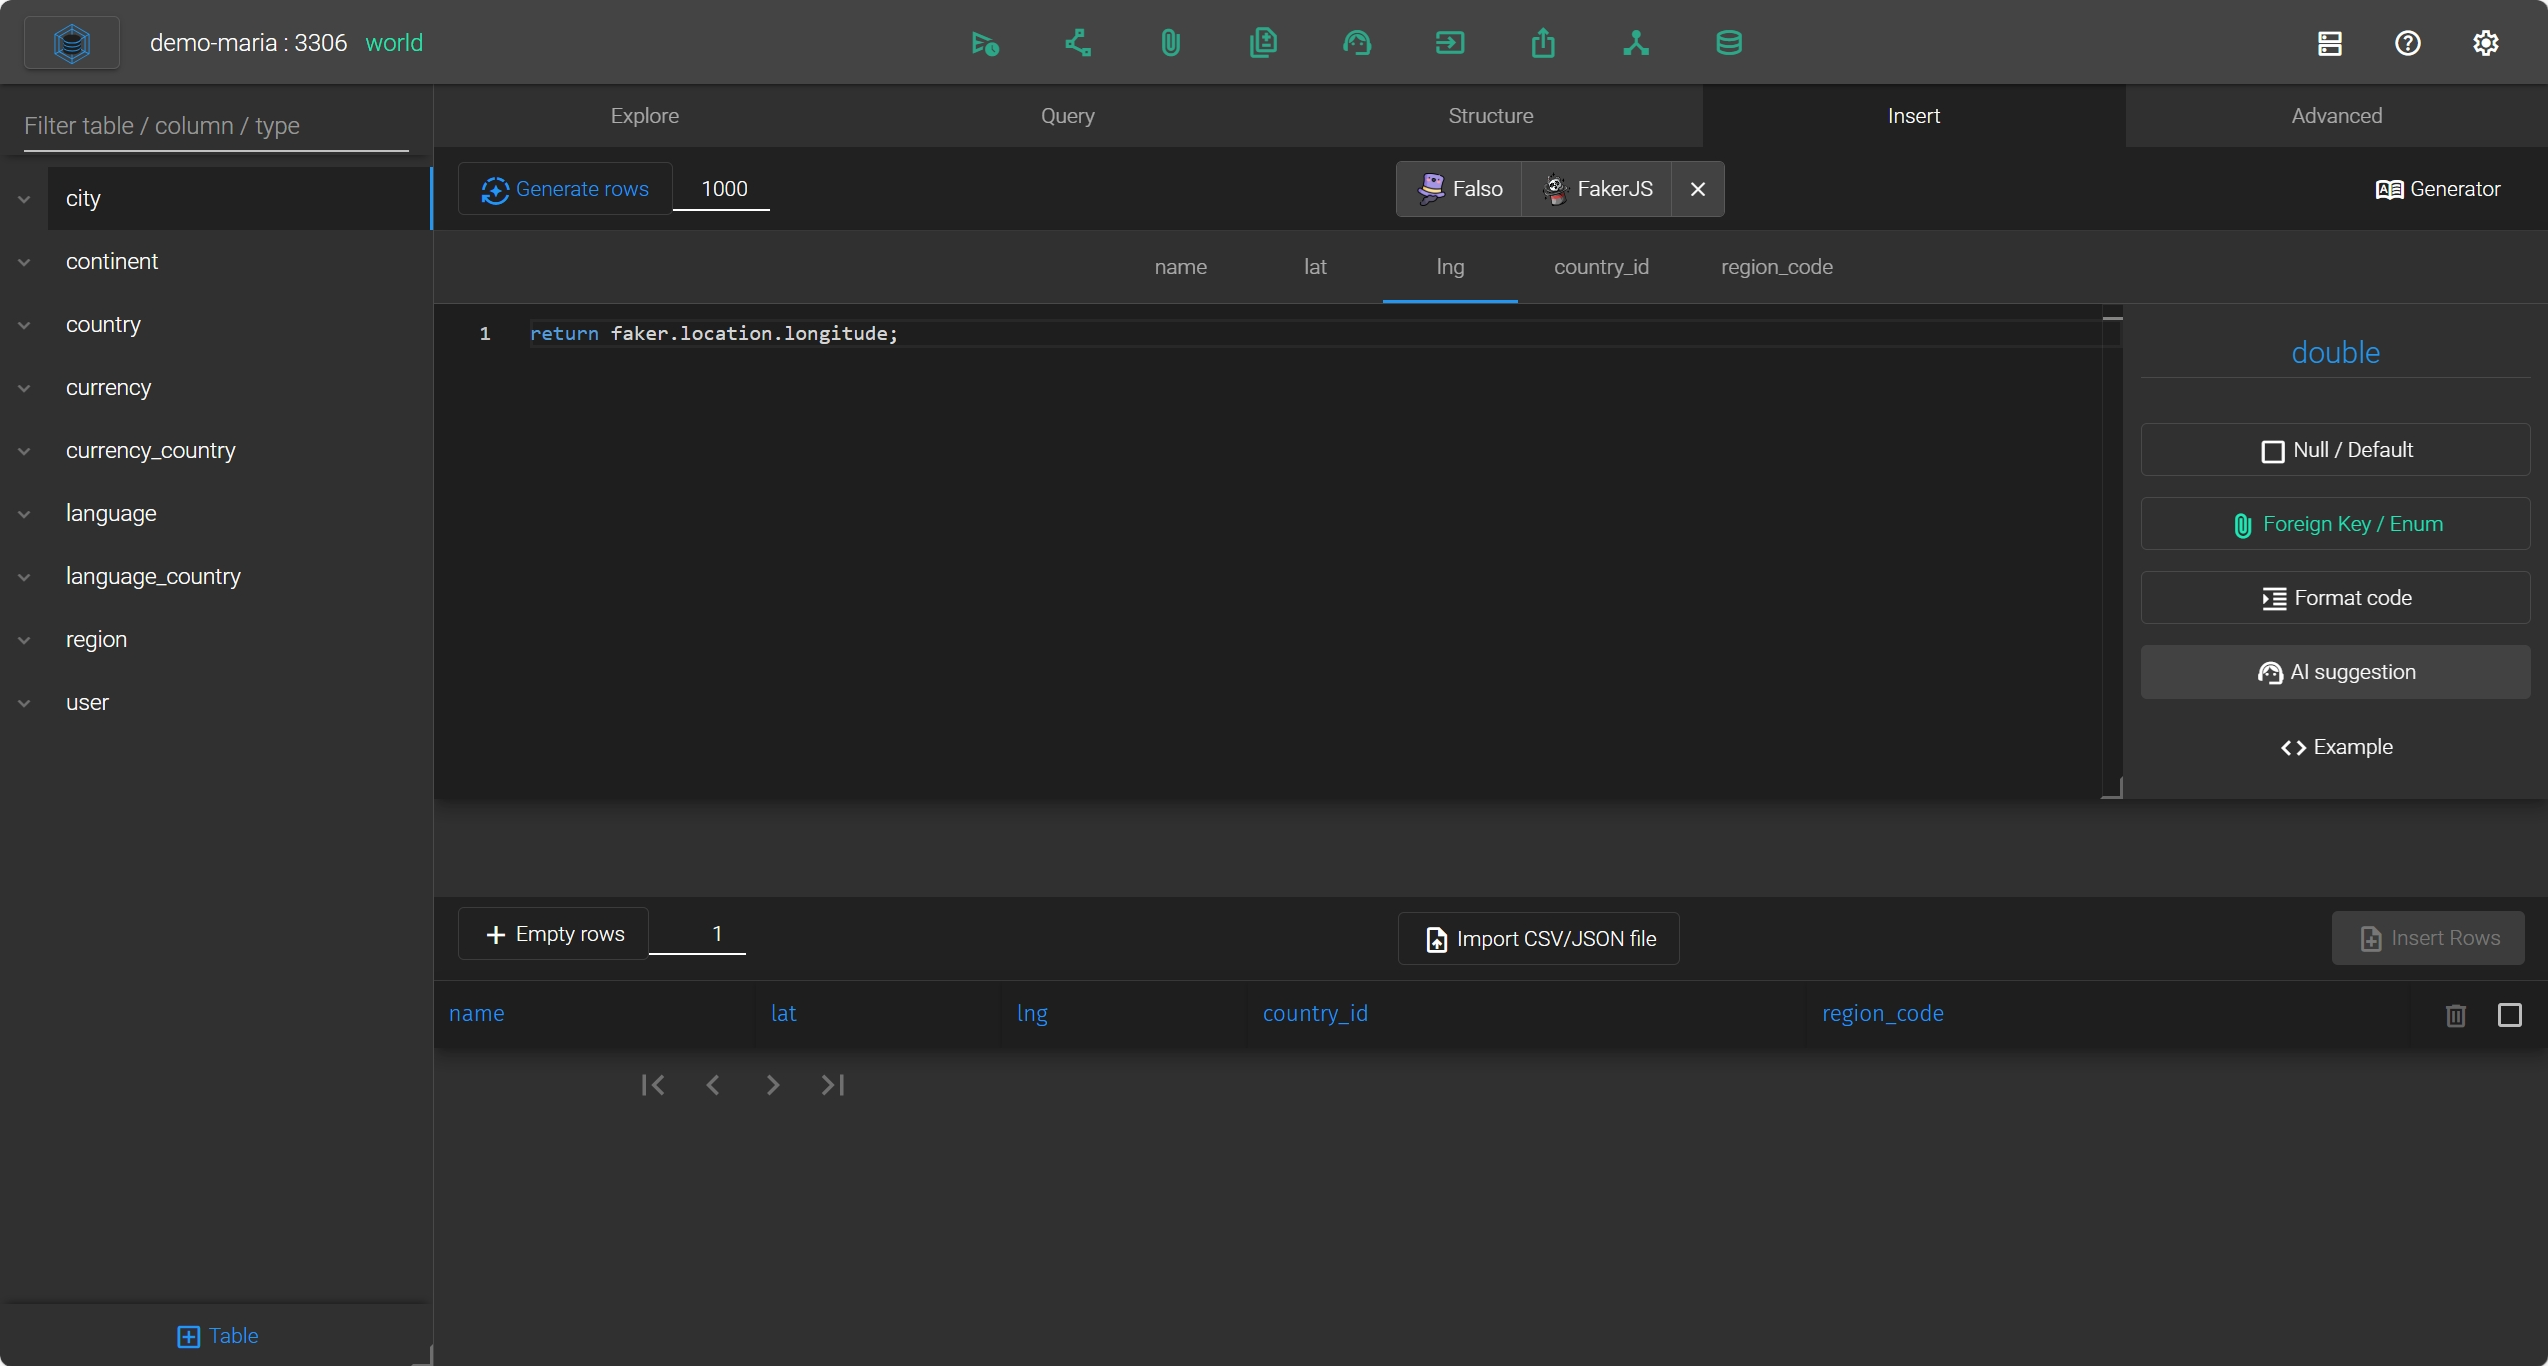 demo-maria : 3306 world
Filter table / column / type
Explore
Query
Structure
Insert
Advanced
Generate rows
1000
Falso
FakerJS
Generator
city
continent
country
currency
currency_country
language
language_country
region
user
name
lat
lng
country_id
region_code
1
return faker.location.longitude;
double
Null / Default
Foreign Key / Enum
Format code
AI suggestion
Example
Empty rows
1
Import CSV/JSON file
Insert Rows
name
lat
lng
country_id
region_code
Table